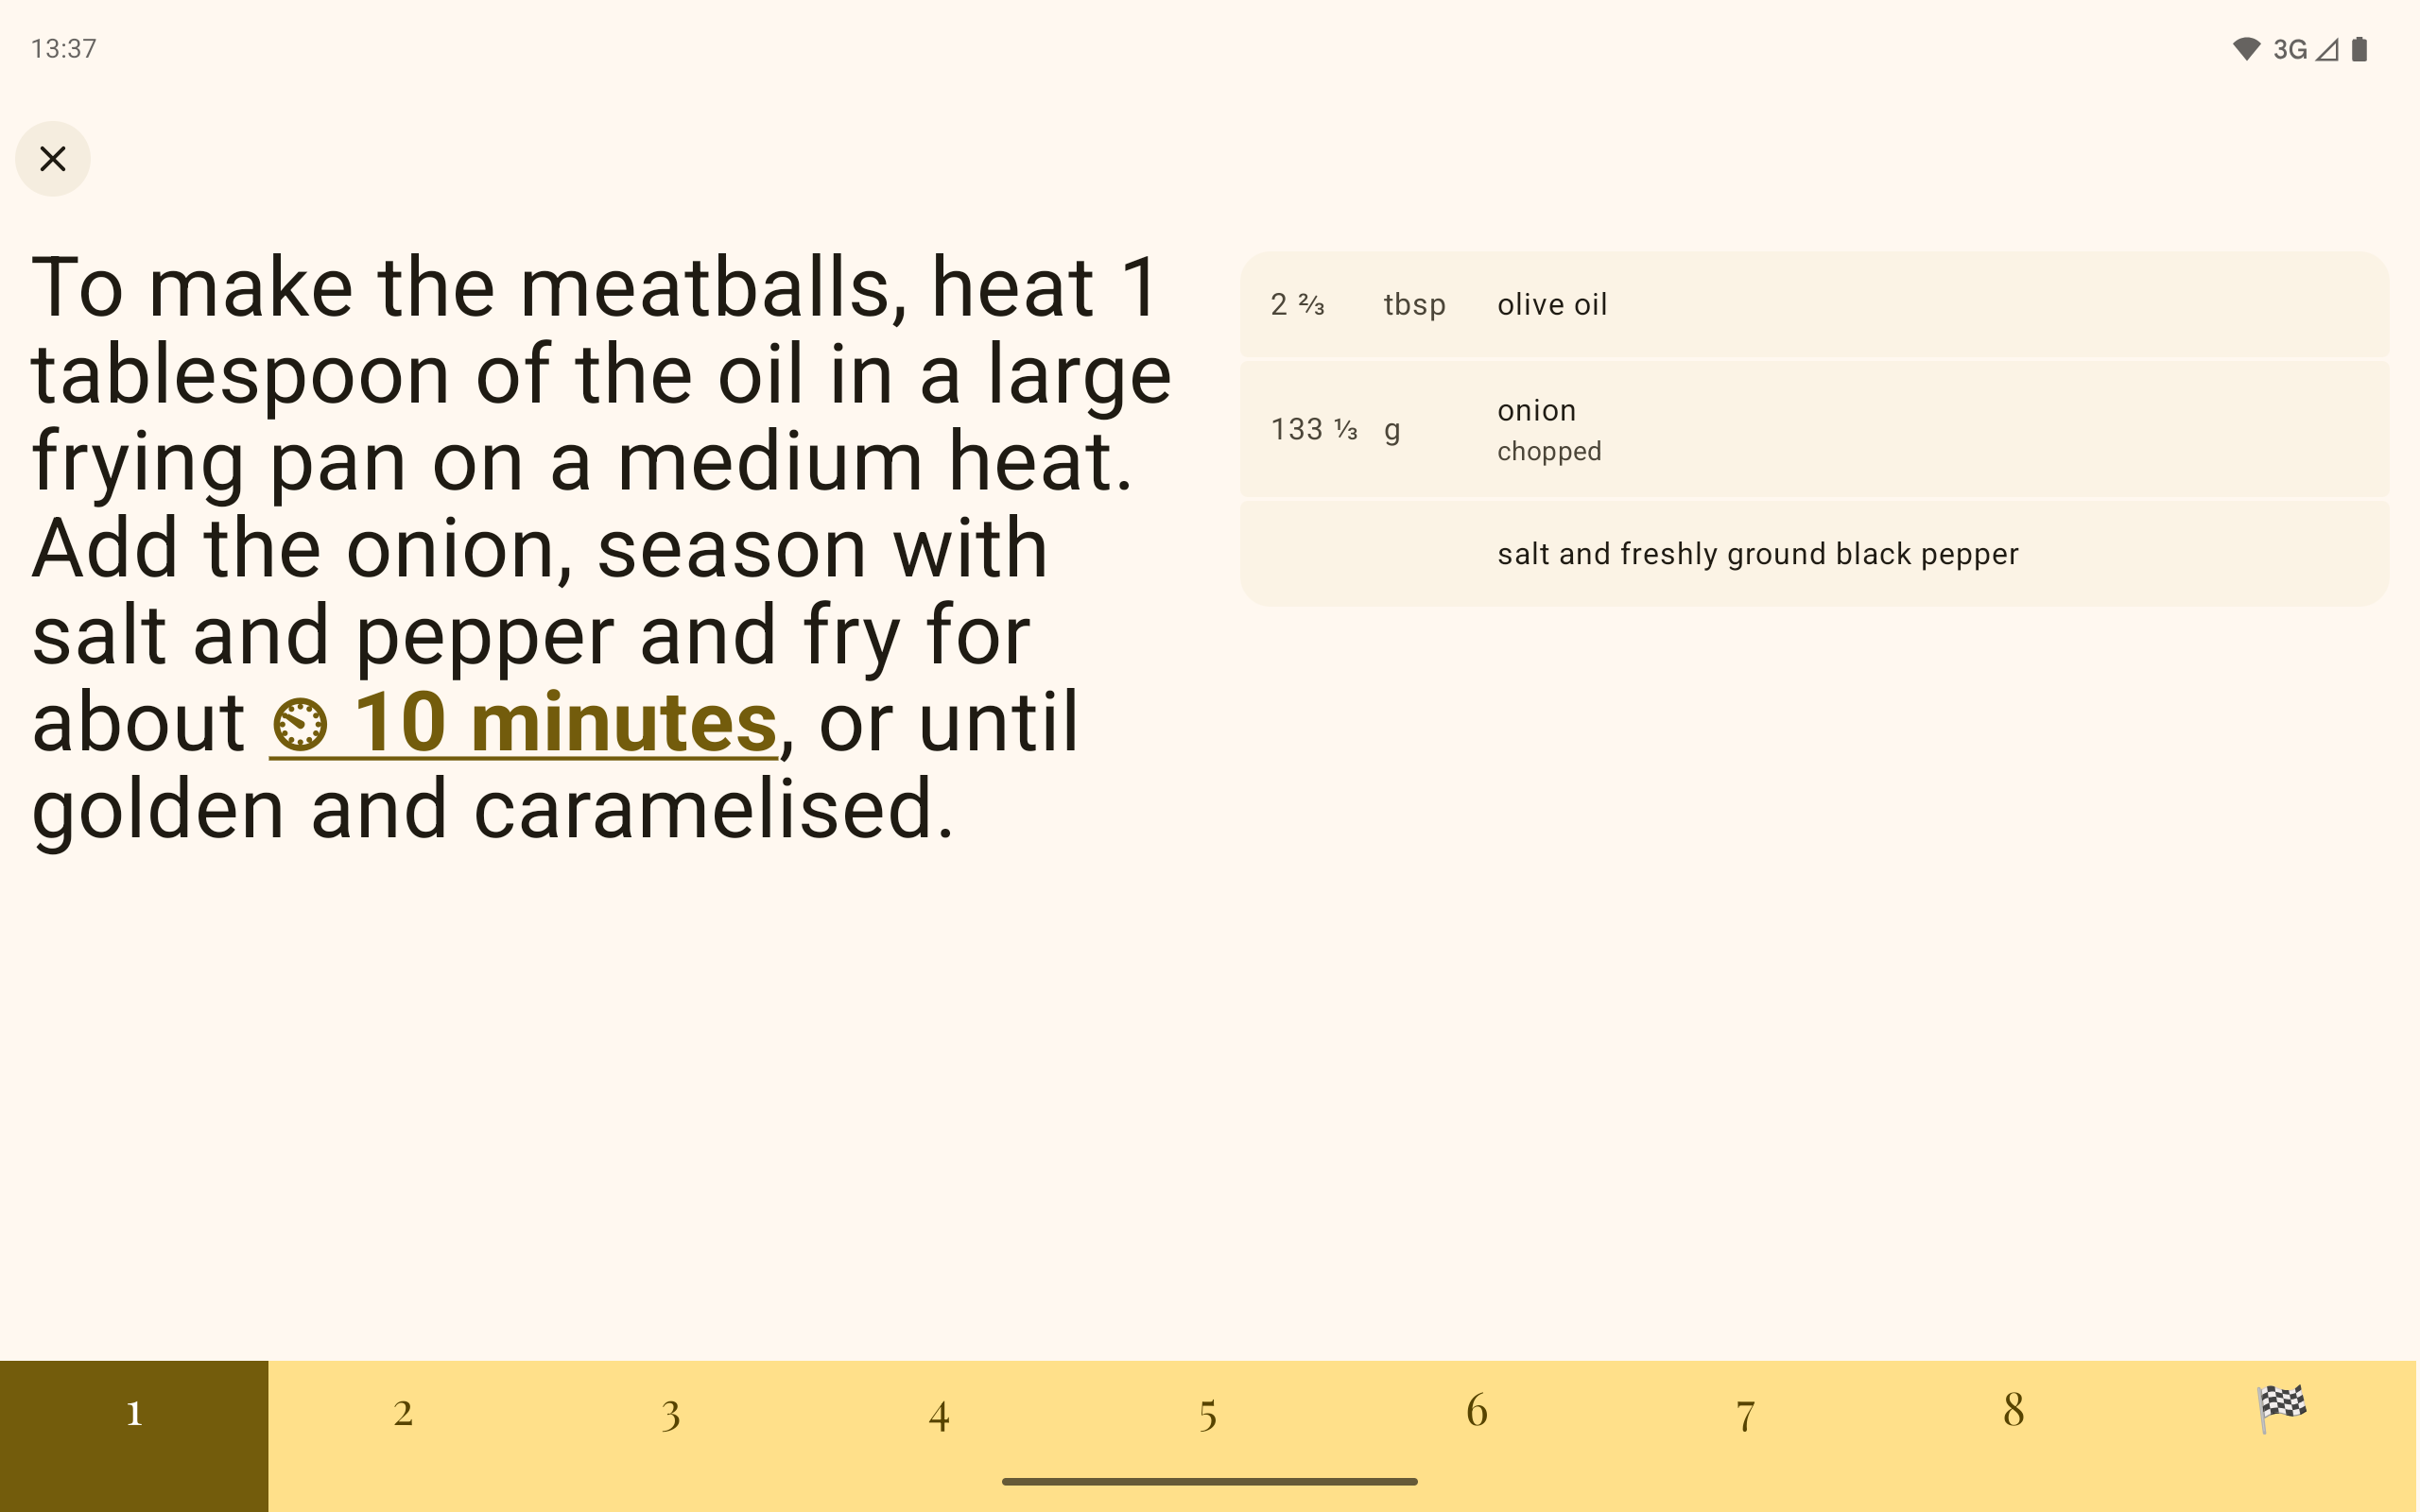 13:37
3G
To make the meatballs, heat 1
tablespoon of the oil in a large
frying pan on a medium heat.
Add the onion, season with
salt and pepper and fry for
about 10 minutes, or until
golden and caramelised.
2 ⅔ tbsp olive oil
133 ⅓ g onion
chopped
salt and freshly ground black pepper
1 2 3 4 5 6 7 8